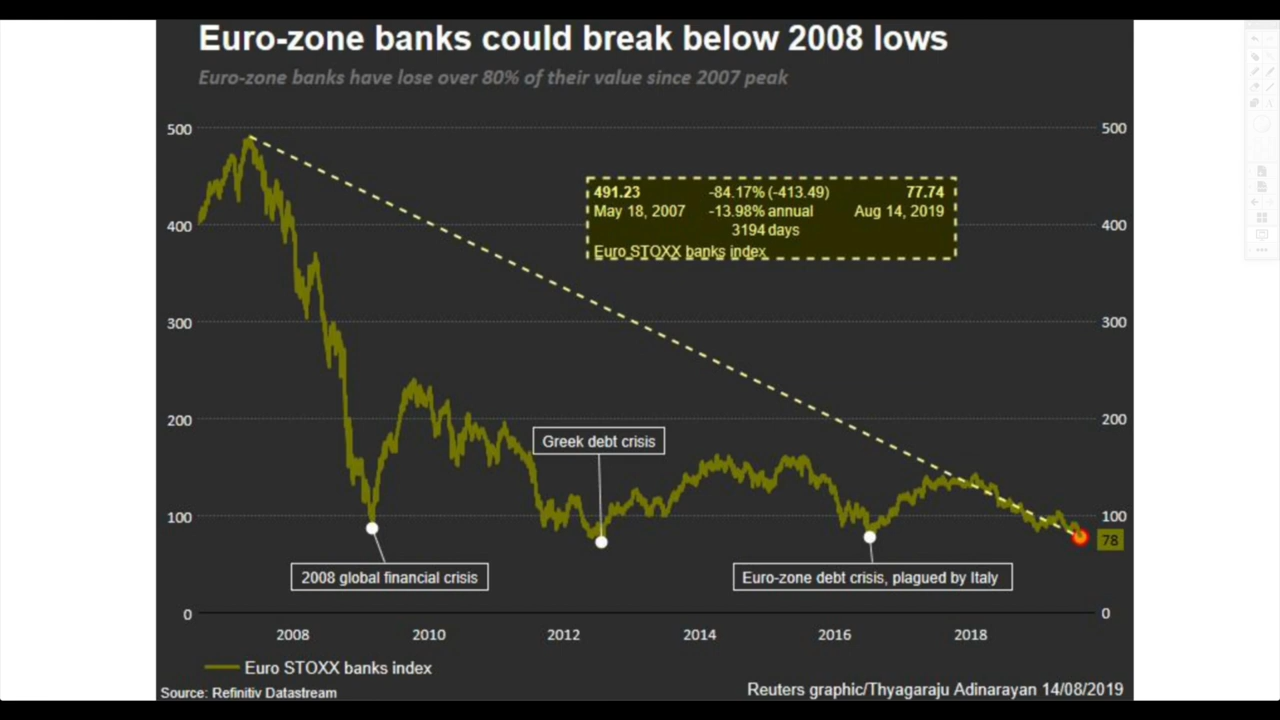 Euro-zone banks could break below 2008 lows
Euro-zone banks have lose over 80% of their value since 2007 peak
500 500
491.23 -84.17% (-413.49) 77.74
May 18, 2007 -13.98% annual Aug 14, 2019
3194 days
Euro STOXX banks index
400 400
300 300
200 200
Greek debt crisis
100 100
78
2008 global financial crisis
Euro-zone debt crisis, plagued by Italy
0 0
2008 2010 2012 2014 2016 2018
Euro STOXX banks index
Source: Refinitiv Datastream
Reuters graphic/Thyagaraju Adinarayan 14/08/2019